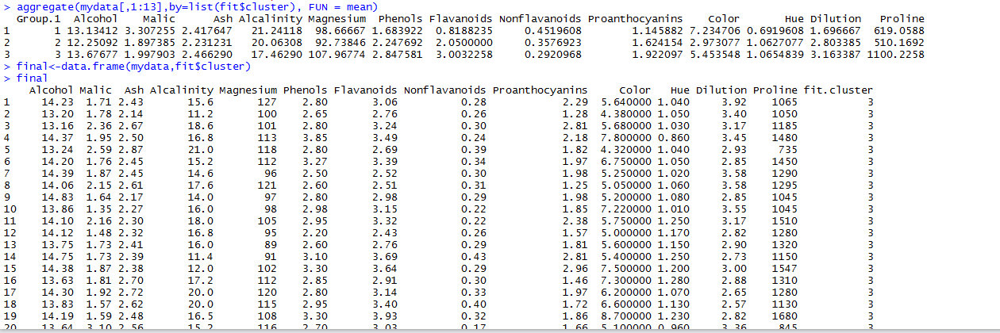 > aggregate(mydata[,1:13],by=list(fit$cluster), FUN = mean)
Group.1 Alcohol Malic Ash Alcalinity Magnesium Phenols Flavanoids Nonflavanoids Proanthocyanins Color Hue Dilution Proline
1 1 13.13412 3.307255 2.417647 21.24118 98.66667 1.683922 0.8188235 0.4519608 1.145882 7.234706 0.6919608 1.696667 619.0588
2 2 12.25092 1.897385 2.231231 20.06308 92.73846 2.247692 2.0500000 0.3576923 1.624154 2.973077 1.0627077 2.803385 510.1692
3 3 13.67677 1.997903 2.466290 17.46290 107.96774 2.847581 3.0032258 0.2920968 1.922097 5.453548 1.0654839 3.163387 1100.2258
> final<-data.frame(mydata,fit$cluster)
> final
Alcohol Malic Ash Alcalinity Magnesium Phenols Flavanoids Nonflavanoids Proanthocyanins Color Hue Dilution Proline fit.cluster
1 14.23 1.71 2.43 15.6 127 2.80 3.06 0.28 2.29 5.640000 1.040 3.92 1065 3
2 13.20 1.78 2.14 11.2 100 2.65 2.76 0.26 1.28 4.380000 1.050 3.40 1050 3
3 13.16 2.36 2.67 18.6 101 2.80 3.24 0.30 2.81 5.680000 1.030 3.17 1185 3
4 14.37 1.95 2.50 16.8 113 3.85 3.49 0.24 2.18 7.800000 0.860 3.45 1480 3
5 13.24 2.59 2.87 21.0 118 2.80 2.69 0.39 1.82 4.320000 1.040 2.93 735 3
6 14.20 1.76 2.45 15.2 112 3.27 3.39 0.34 1.97 6.750000 1.050 2.85 1450 3
7 14.39 1.87 2.45 14.6 96 2.50 2.52 0.30 1.98 5.250000 1.020 3.58 1290 3
8 14.06 2.15 2.61 17.6 121 2.60 2.51 0.31 1.25 5.050000 1.060 3.58 1295 3
9 14.83 1.64 2.17 14.0 97 2.80 2.98 0.29 1.98 5.200000 1.080 2.85 1045 3
10 13.86 1.35 2.27 16.0 98 2.98 3.15 0.22 1.85 7.220000 1.010 3.55 1045 3
11 14.10 2.16 2.30 18.0 105 2.95 3.32 0.22 2.38 5.750000 1.250 3.17 1510 3
12 14.12 1.48 2.32 16.8 95 2.20 2.43 0.26 1.57 5.000000 1.170 2.82 1280 3
13 13.75 1.73 2.41 16.0 89 2.60 2.76 0.29 1.81 5.600000 1.150 2.90 1320 3
14 14.75 1.73 2.39 11.4 91 3.10 3.69 0.43 2.81 5.400000 1.250 2.73 1150 3
15 14.38 1.87 2.38 12.0 102 3.30 3.64 0.29 2.96 7.500000 1.200 3.00 1547 3
16 13.63 1.81 2.70 17.2 112 2.85 2.91 0.30 1.46 7.300000 1.280 2.88 1310 3
17 14.30 1.92 2.72 20.0 120 2.80 3.14 0.33 1.97 6.200000 1.070 2.65 1280 3
18 13.83 1.57 2.62 20.0 115 2.95 3.40 0.40 1.72 6.600000 1.130 2.57 1130 3
19 14.19 1.59 2.48 16.5 108 3.30 3.93 0.32 1.86 8.700000 1.230 2.82 1680 3
20 13.64 3.10 2.56 15.2 116 2.70 3.03 0.17 1.66 5.100000 0.960 3.36 845 3